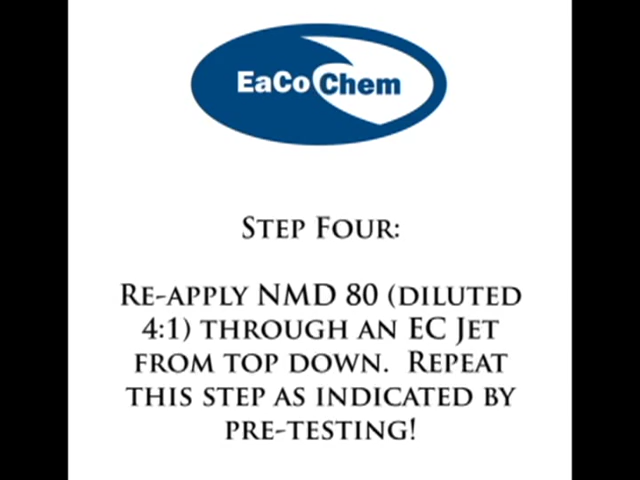 EaCo Chem
Step Four:
Re-apply NMD 80 (diluted
4:1) through an EC Jet
from top down. Repeat
this step as indicated by
pre-testing!